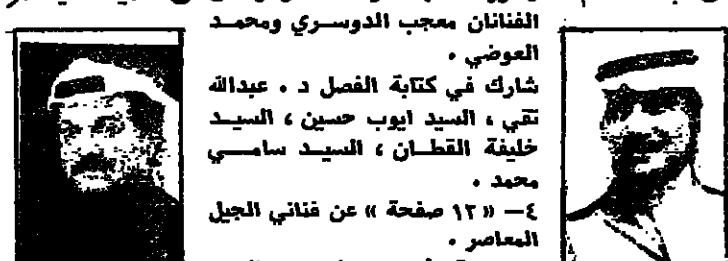 الفنانان معجب الدوسري ومحمد
العوضي .
شارك في كتابة الفصل د . عبدالله
تقي ، السيد ايوب حسين ، السيد
خليفة القطان ، السيد سامي
محمد .
٤ — « ١٢ صفحة » عن فناني الجيل
المعاصر .